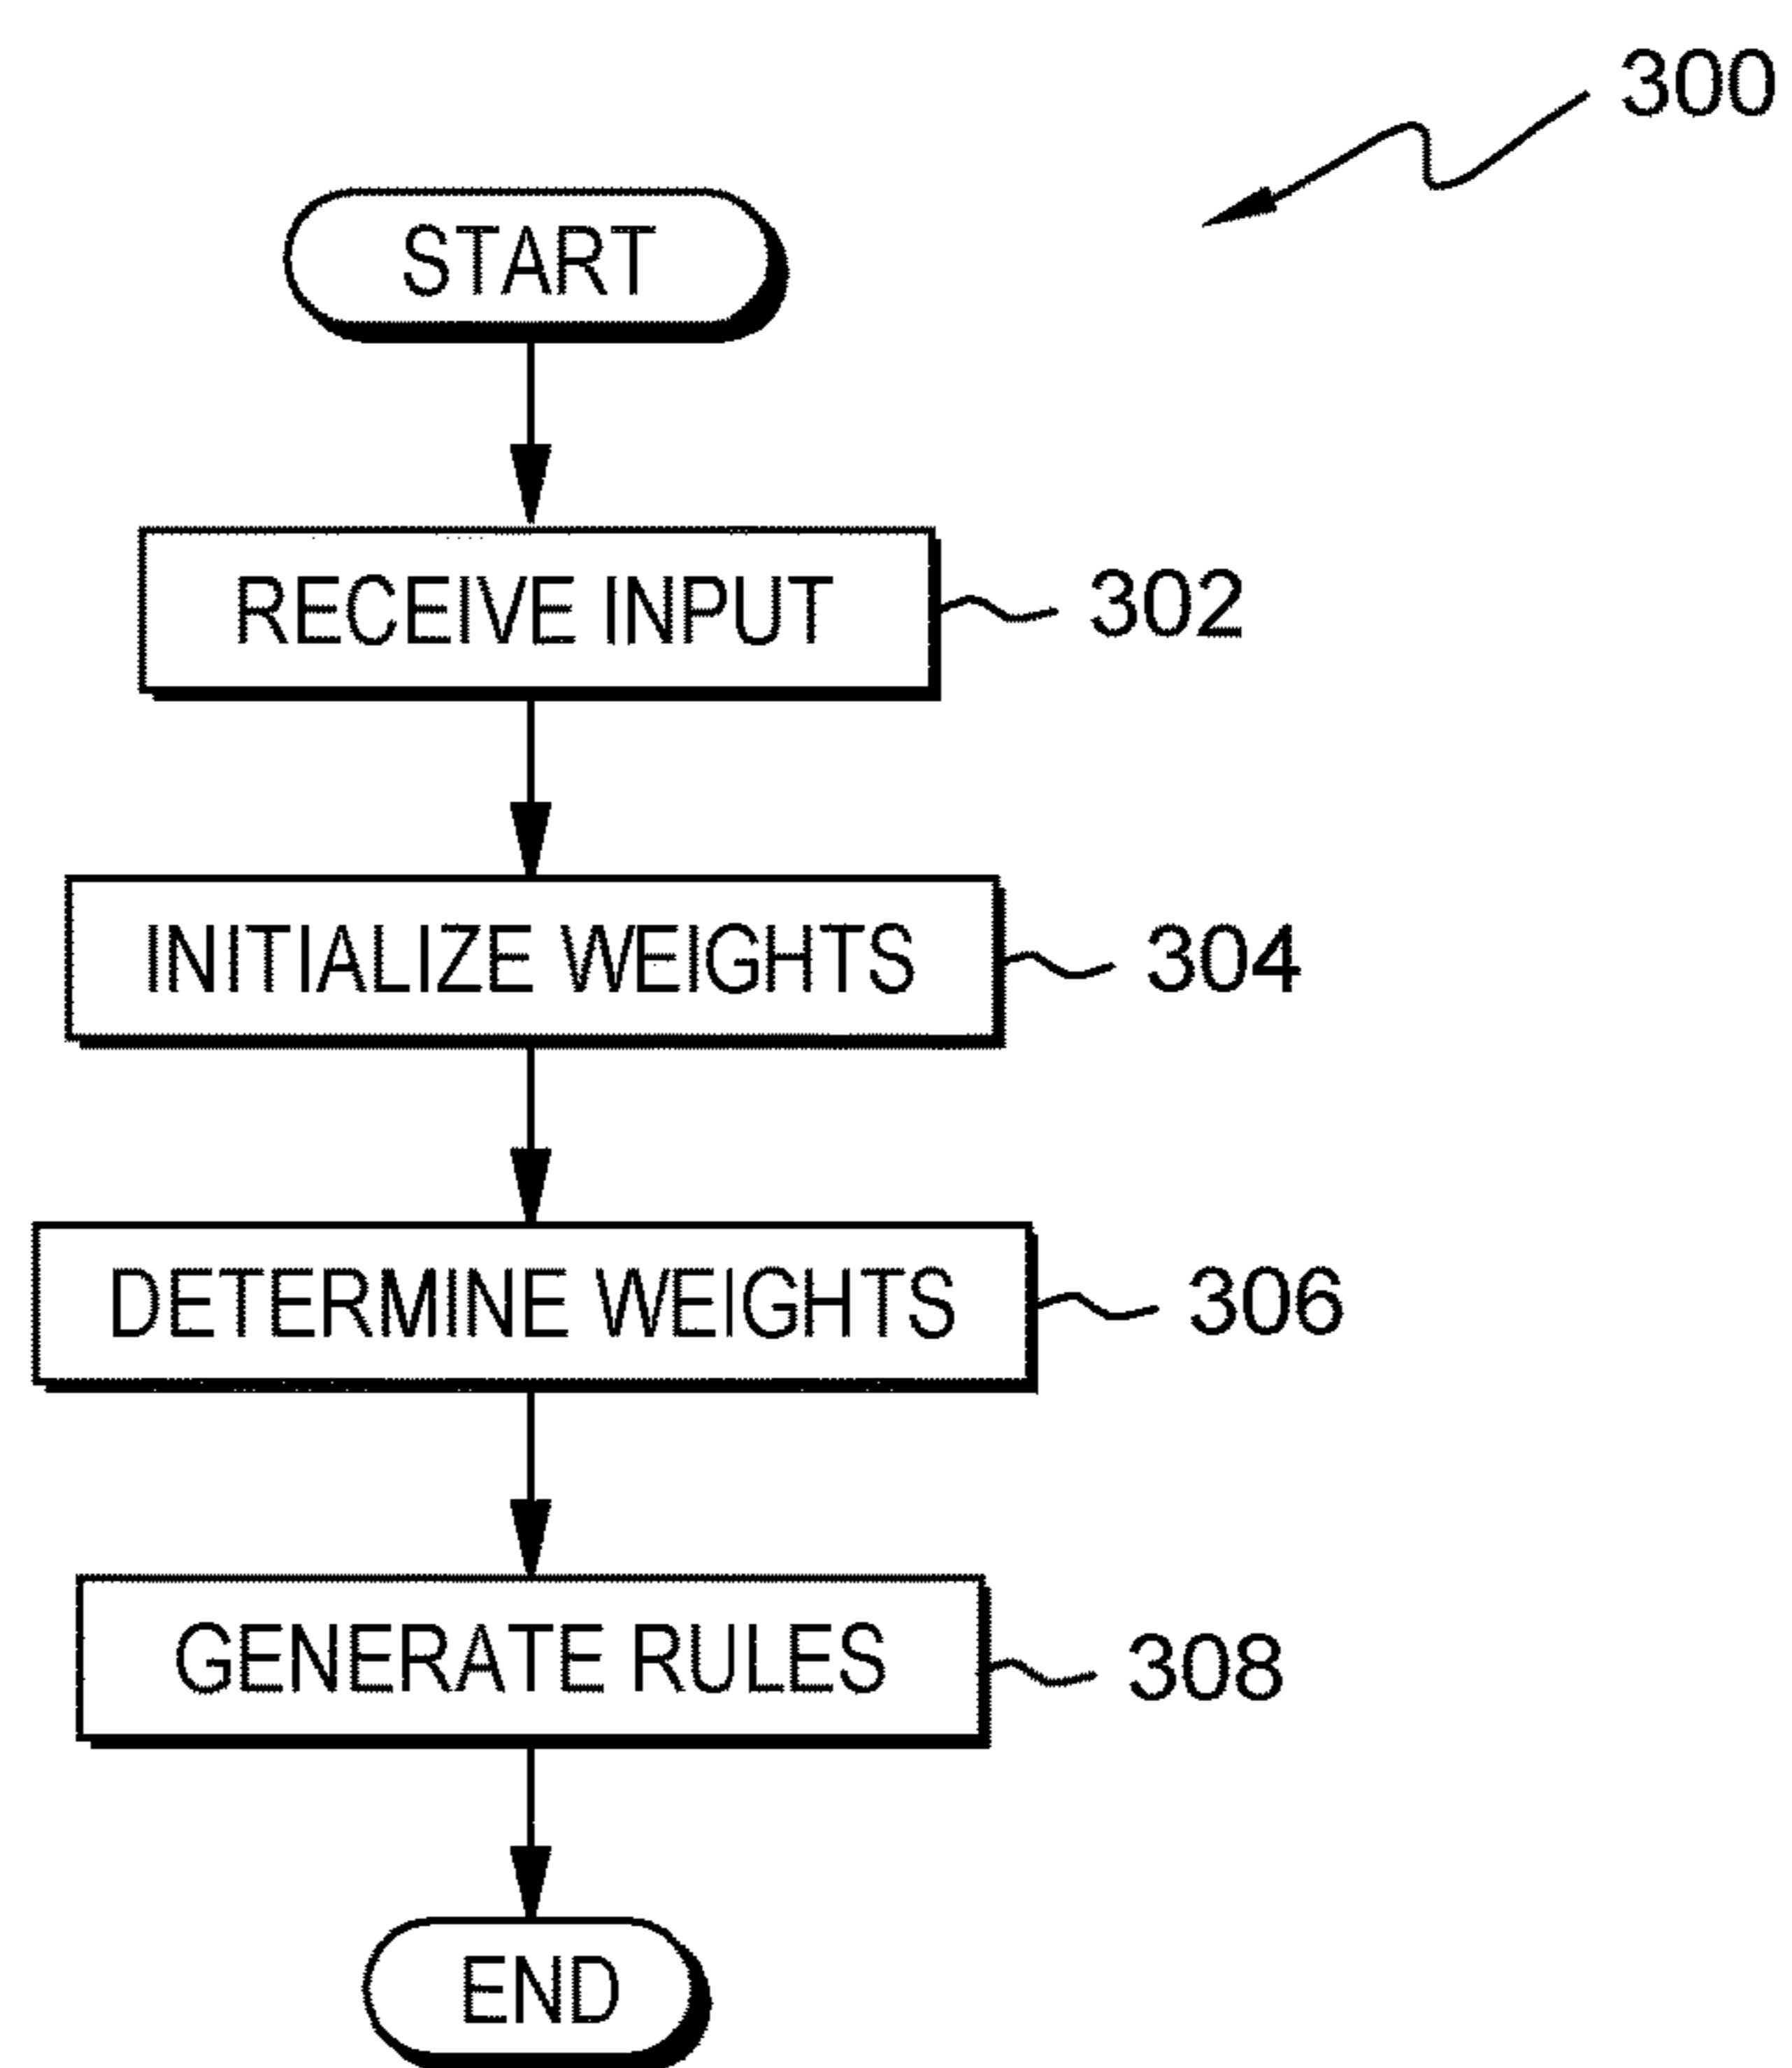 300
START
RECEIVE INPUT
302
INITIALIZE WEIGHTS
304
DETERMINE WEIGHTS
306
GENERATE RULES
308
END